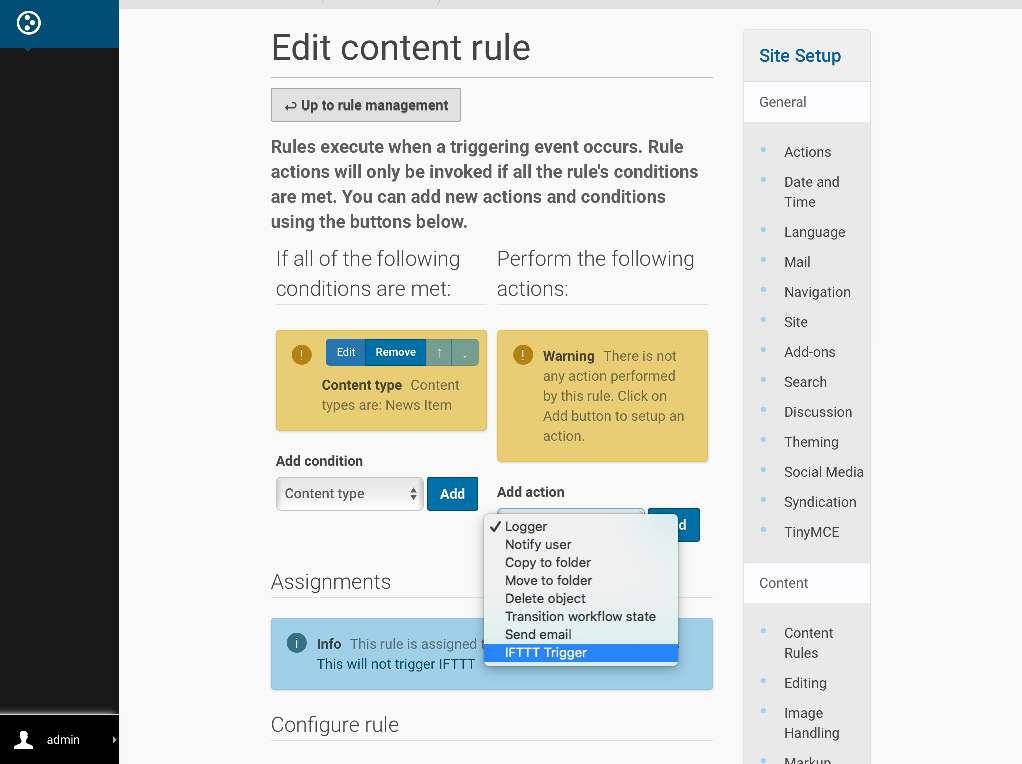 Edit content rule
Up to rule management
Rules execute when a triggering event occurs. Rule
actions will only be invoked if all the rule's conditions
are met. You can add new actions and conditions
using the buttons below.
If all of the following
conditions are met:
Edit Remove ↑ .
Content type Content
types are: News Item
Add condition
Content type Add
Perform the following
actions:
Warning There is not
any action performed
by this rule. Click on
Add button to setup an
action.
Add action
✓ Logger
Notify user
Copy to folder
Move to folder
Delete object
Transition workflow state
Send email
IFTTT Trigger
Assignments
Info This rule is assigned
This will not trigger IFTTT
Configure rule
Site Setup
General
Actions
Date and
Time
Language
Mail
Navigation
Site
Add-ons
Search
Discussion
Theming
Social Media
Syndication
TinyMCE
Content
Content
Rules
Editing
Image
Handling
Markup
admin